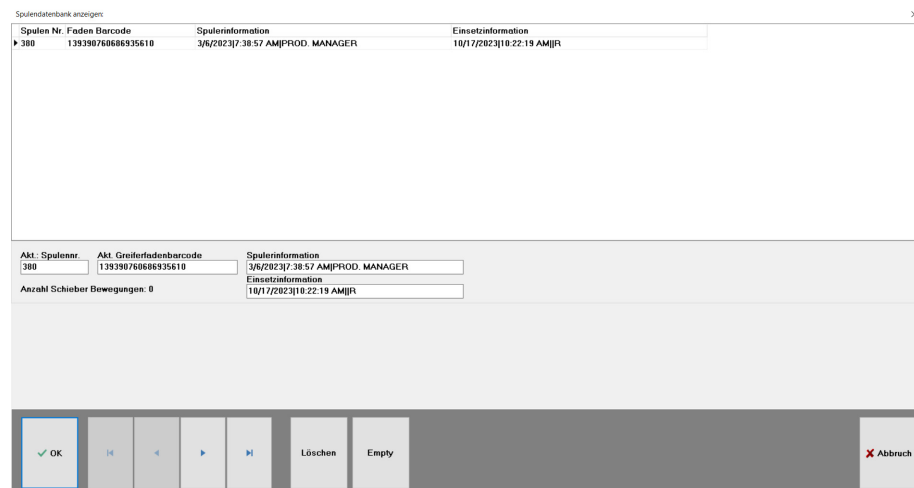 Spulendatenbank anzeigen:
Spulen Nr. Faden Barcode Spulerinformation Einsetzinformation
380 139390760686935610 3/6/2023|7:38:57 AM|PROD. MANAGER 10/17/2023|10:22:19 AM||R
Akt.: Spulennr. Akt. Greiferfadenbarcode Spulerinformation
380 139390760686935610 3/6/2023|7:38:57 AM|PROD. MANAGER
Einsetzinformation
Anzahl Schieber Bewegungen: 0 10/17/2023|10:22:19 AM||R
OK Löschen Empty Abbruch